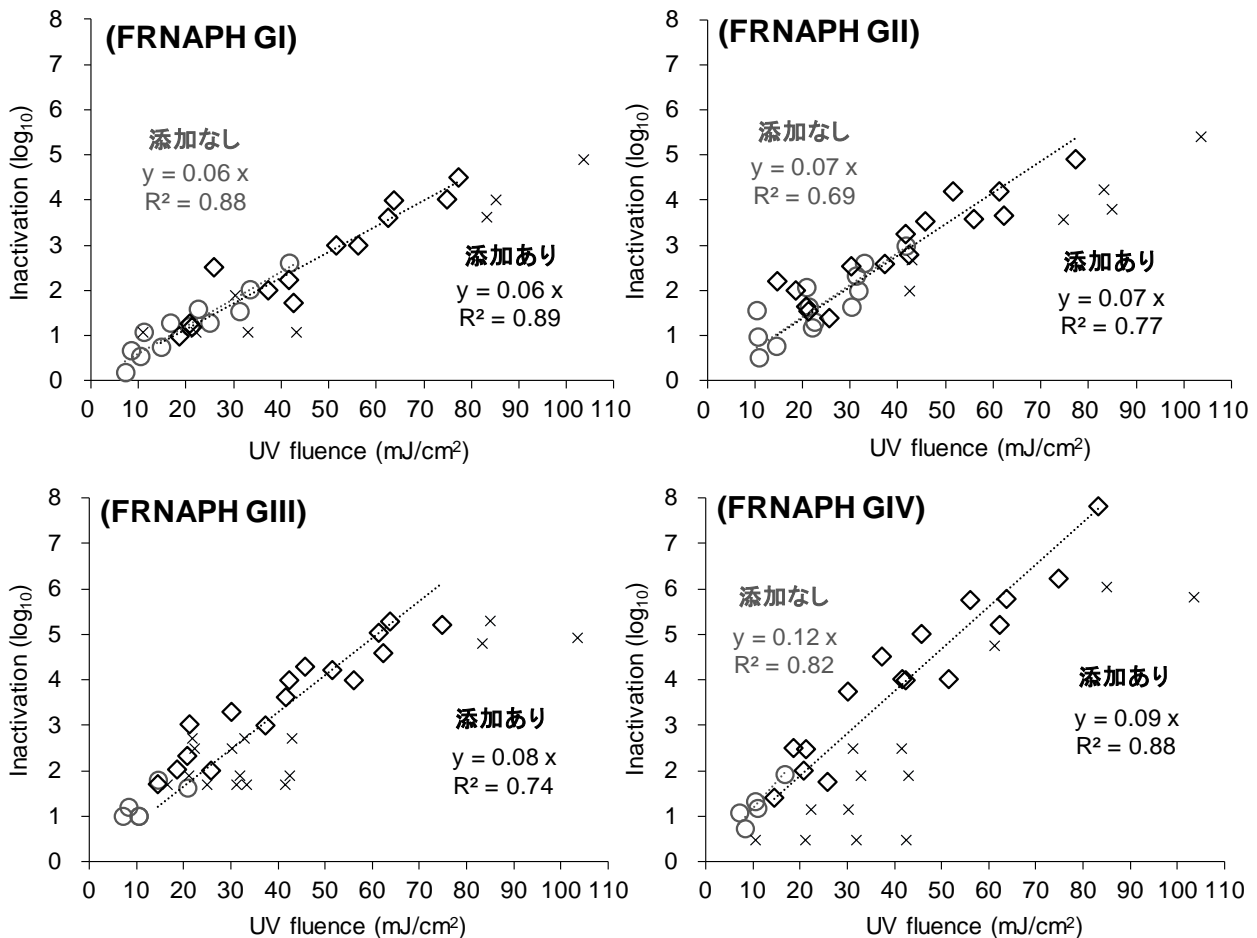 (FRNAPH GI)
8
7
6
5
4
3
2
1
0
Inactivation (log₁₀)
添加なし
y = 0.06 x
R² = 0.88
添加あり
y = 0.06 x
R² = 0.89
0 10 20 30 40 50 60 70 80 90 100 110
UV fluence (mJ/cm²)
(FRNAPH GII)
8
7
6
5
4
3
2
1
0
Inactivation (log₁₀)
添加なし
y = 0.07 x
R² = 0.69
添加あり
y = 0.07 x
R² = 0.77
0 10 20 30 40 50 60 70 80 90 100 110
UV fluence (mJ/cm²)
(FRNAPH GIII)
8
7
6
5
4
3
2
1
0
Inactivation (log₁₀)
添加あり
y = 0.08 x
R² = 0.74
0 10 20 30 40 50 60 70 80 90 100 110
UV fluence (mJ/cm²)
(FRNAPH GIV)
8
7
6
5
4
3
2
1
0
Inactivation (log₁₀)
添加なし
y = 0.12 x
R² = 0.82
添加あり
y = 0.09 x
R² = 0.88
0 10 20 30 40 50 60 70 80 90 100 110
UV fluence (mJ/cm²)